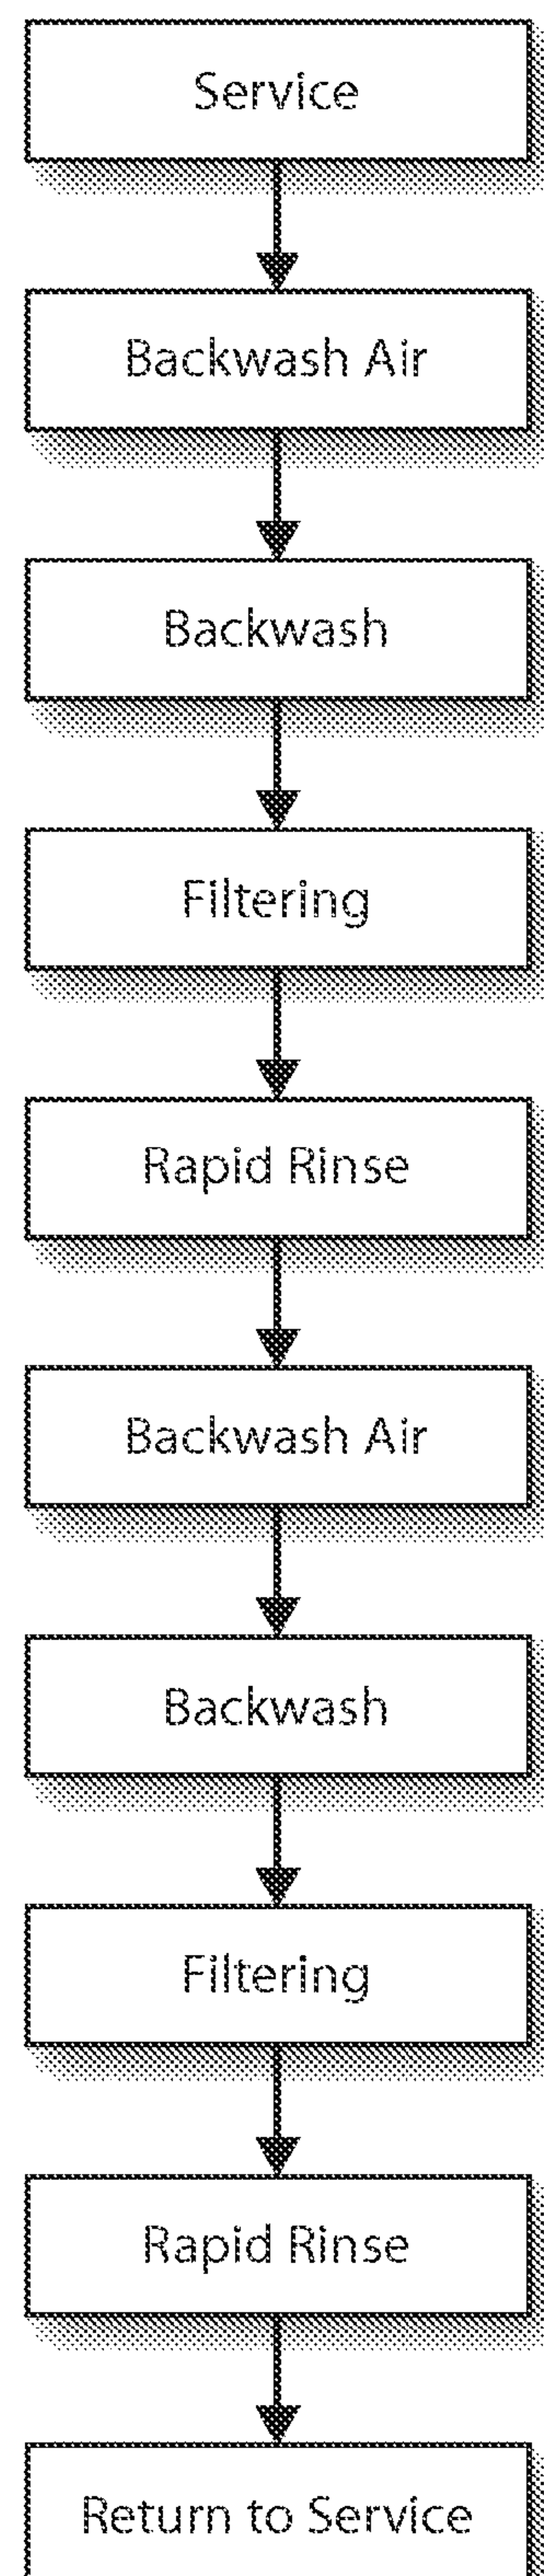 Service
Backwash Air
Backwash
Filtering
Rapid Rinse
Backwash Air
Backwash
Filtering
Rapid Rinse
Return to Service